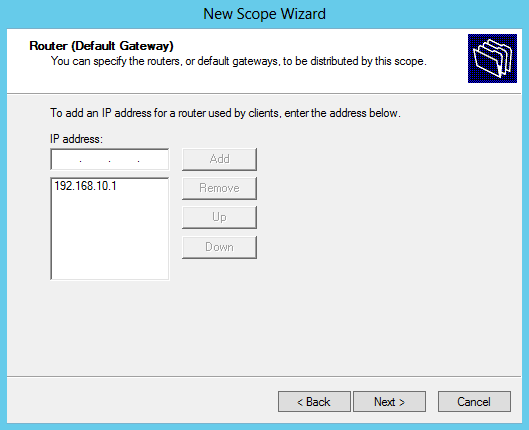 New Scope Wizard
Router (Default Gateway)
You can specify the routers, or default gateways, to be distributed by this scope.
To add an IP address for a router used by clients, enter the address below.
IP address:
. . .
Add
192.168.10.1
Remove
Up
Down
< Back
Next >
Cancel